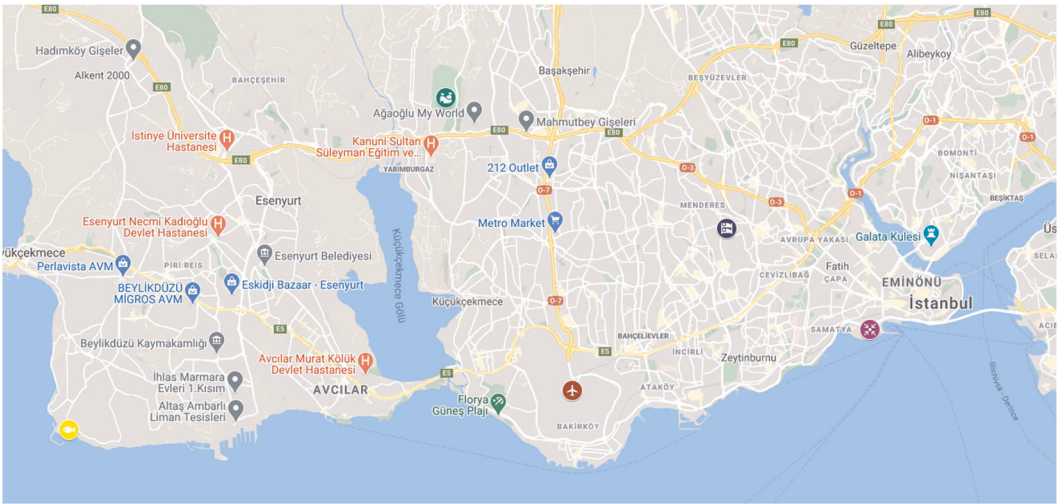 E80
E80
E80
E80
Güzeltepe
Alibeykoy
Hadımköy Gişeler
Alkent 2000
BAHÇEŞEHİR
Başakşehir
BEŞYÜZEVLER
E80
Ağaoğlu My World
Mahmutbey Gişeleri
O-1
O-1
İstinye Üniversite
Hastanesi
E80
Kanuni Sultan
Süleyman Eğitim ve...
E80
YARIMBURGAZ
212 Outlet
O-3
BOMONTİ
NİŞANTAŞI
Esenyurt
O-7
O-3
O-1
BEŞİKTAŞ
MENDERES
Esenyurt Necmi Kadıoğlu
Devlet Hastanesi
Metro Market
AVRUPA YAKASI
Galata Kulesi
Üs
ükçekmece
Perlavista AVM
PİRİ REİS
Esenyurt Belediyesi
Küçükçekmece Gölü
CEVİZLİBAĞ
Fatih
ÇAPA
SELA
BEYLİKDÜZÜ
MİGROS AVM
Eskidji Bazaar - Esenyurt
EMİNÖNÜ
İstanbul
Küçükçekmece
O-7
E5
BAHÇELİEVLER
SAMATYA
ACIE
Beylikdüzü Kaymakamlığı
E5
İNCİRLİ
Zeytinburnu
Avcılar Murat Kölük
Devlet Hastanesi
İhlas Marmara
Evleri 1.Kısım
AVCILAR
E5
ATAKÖY
Illichivsk - Derince
Altaş Ambarlı
Liman Tesisleri
Florya
Güneş Plajı
BAKIRKÖY